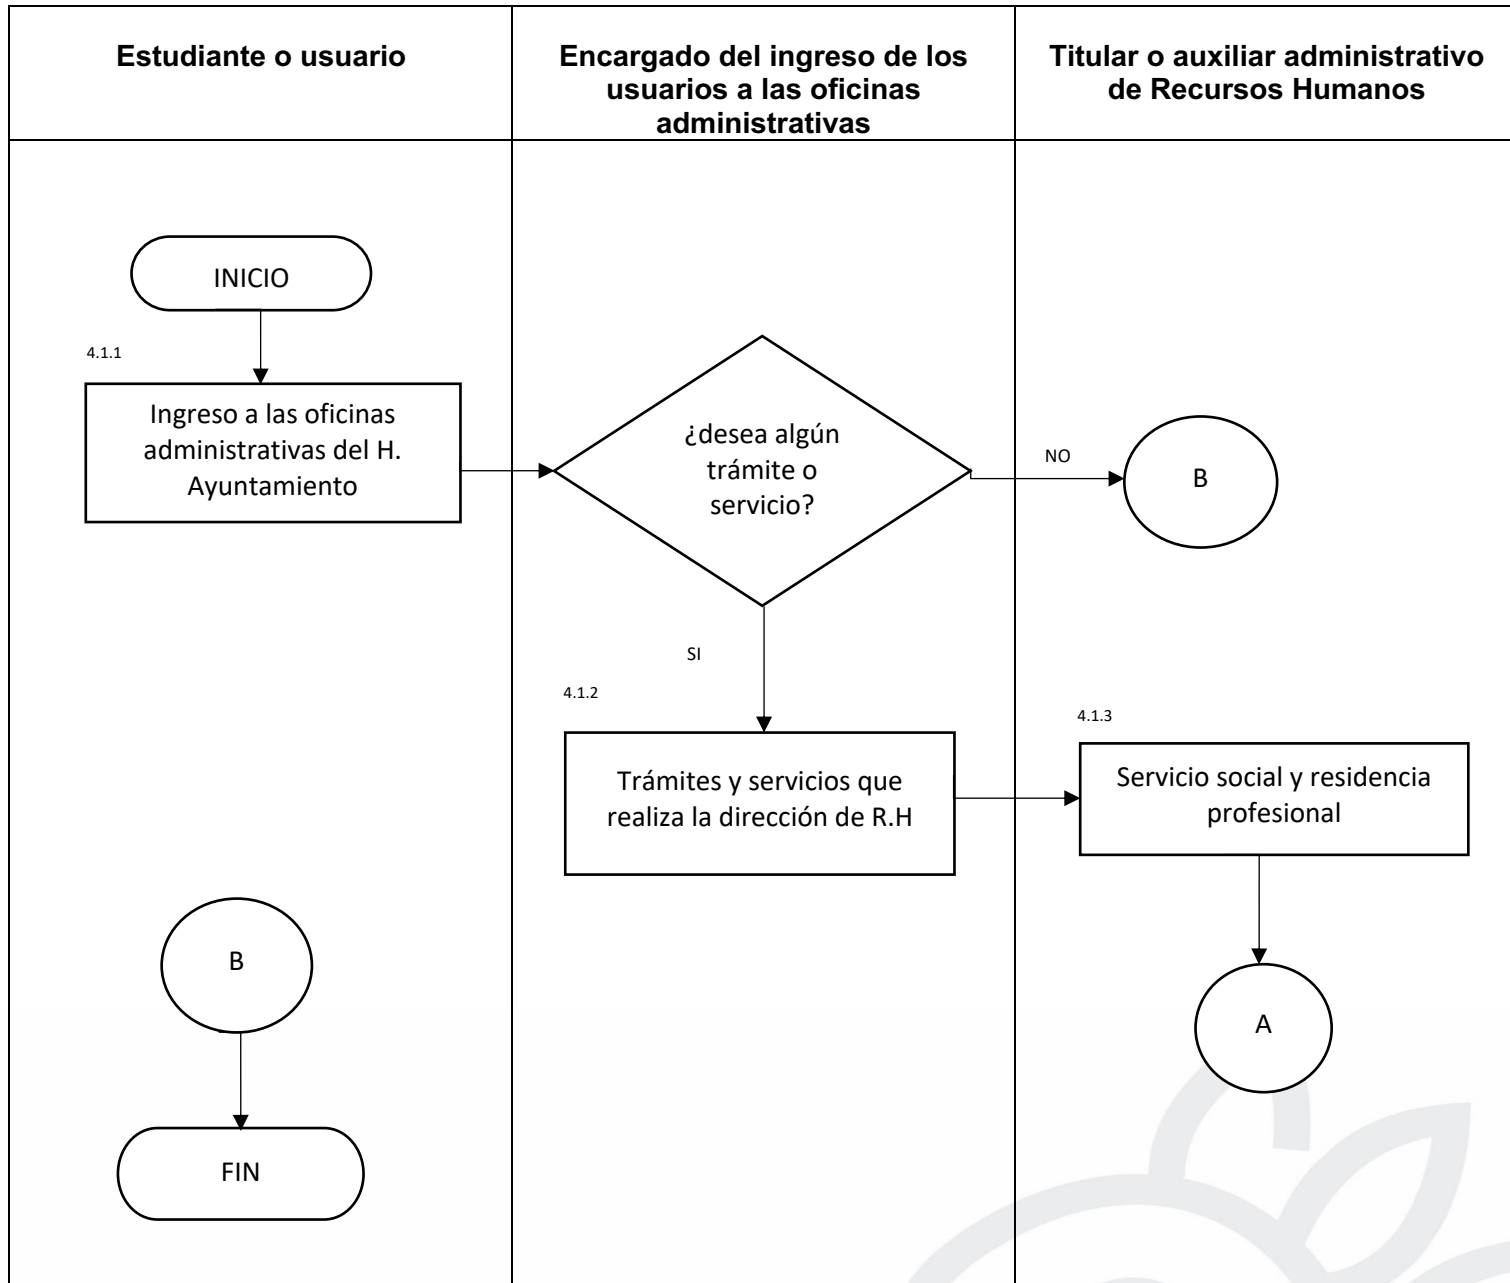 Estudiante o usuario
Encargado del ingreso de los
usuarios a las oficinas
administrativas
Titular o auxiliar administrativo
de Recursos Humanos
INICIO
4.1.1
Ingreso a las oficinas
administrativas del H.
Ayuntamiento
¿desea algún
trámite o
servicio?
NO
B
SI
4.1.2
Trámites y servicios que
realiza la dirección de R.H
4.1.3
Servicio social y residencia
profesional
A
B
FIN